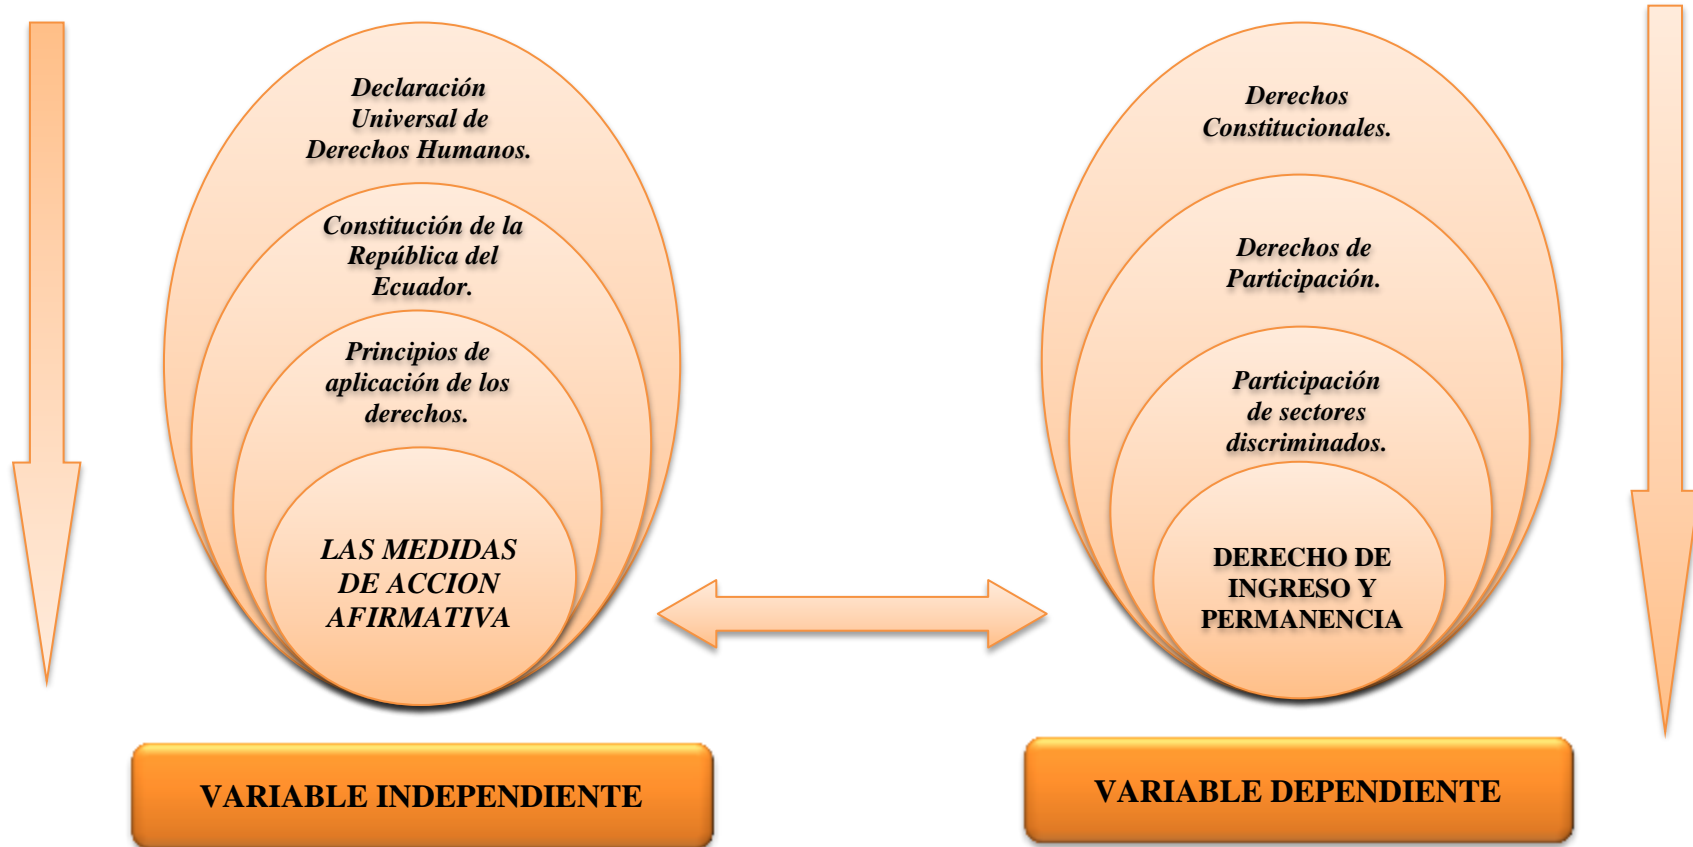 Declaración
Universal de
Derechos Humanos.
Constitución de la
República del
Ecuador.
Principios de
aplicación de los
derechos.
LAS MEDIDAS
DE ACCION
AFIRMATIVA
VARIABLE INDEPENDIENTE
Derechos
Constitucionales.
Derechos de
Participación.
Participación
de sectores
discriminados.
DERECHO DE
INGRESO Y
PERMANENCIA
VARIABLE DEPENDIENTE